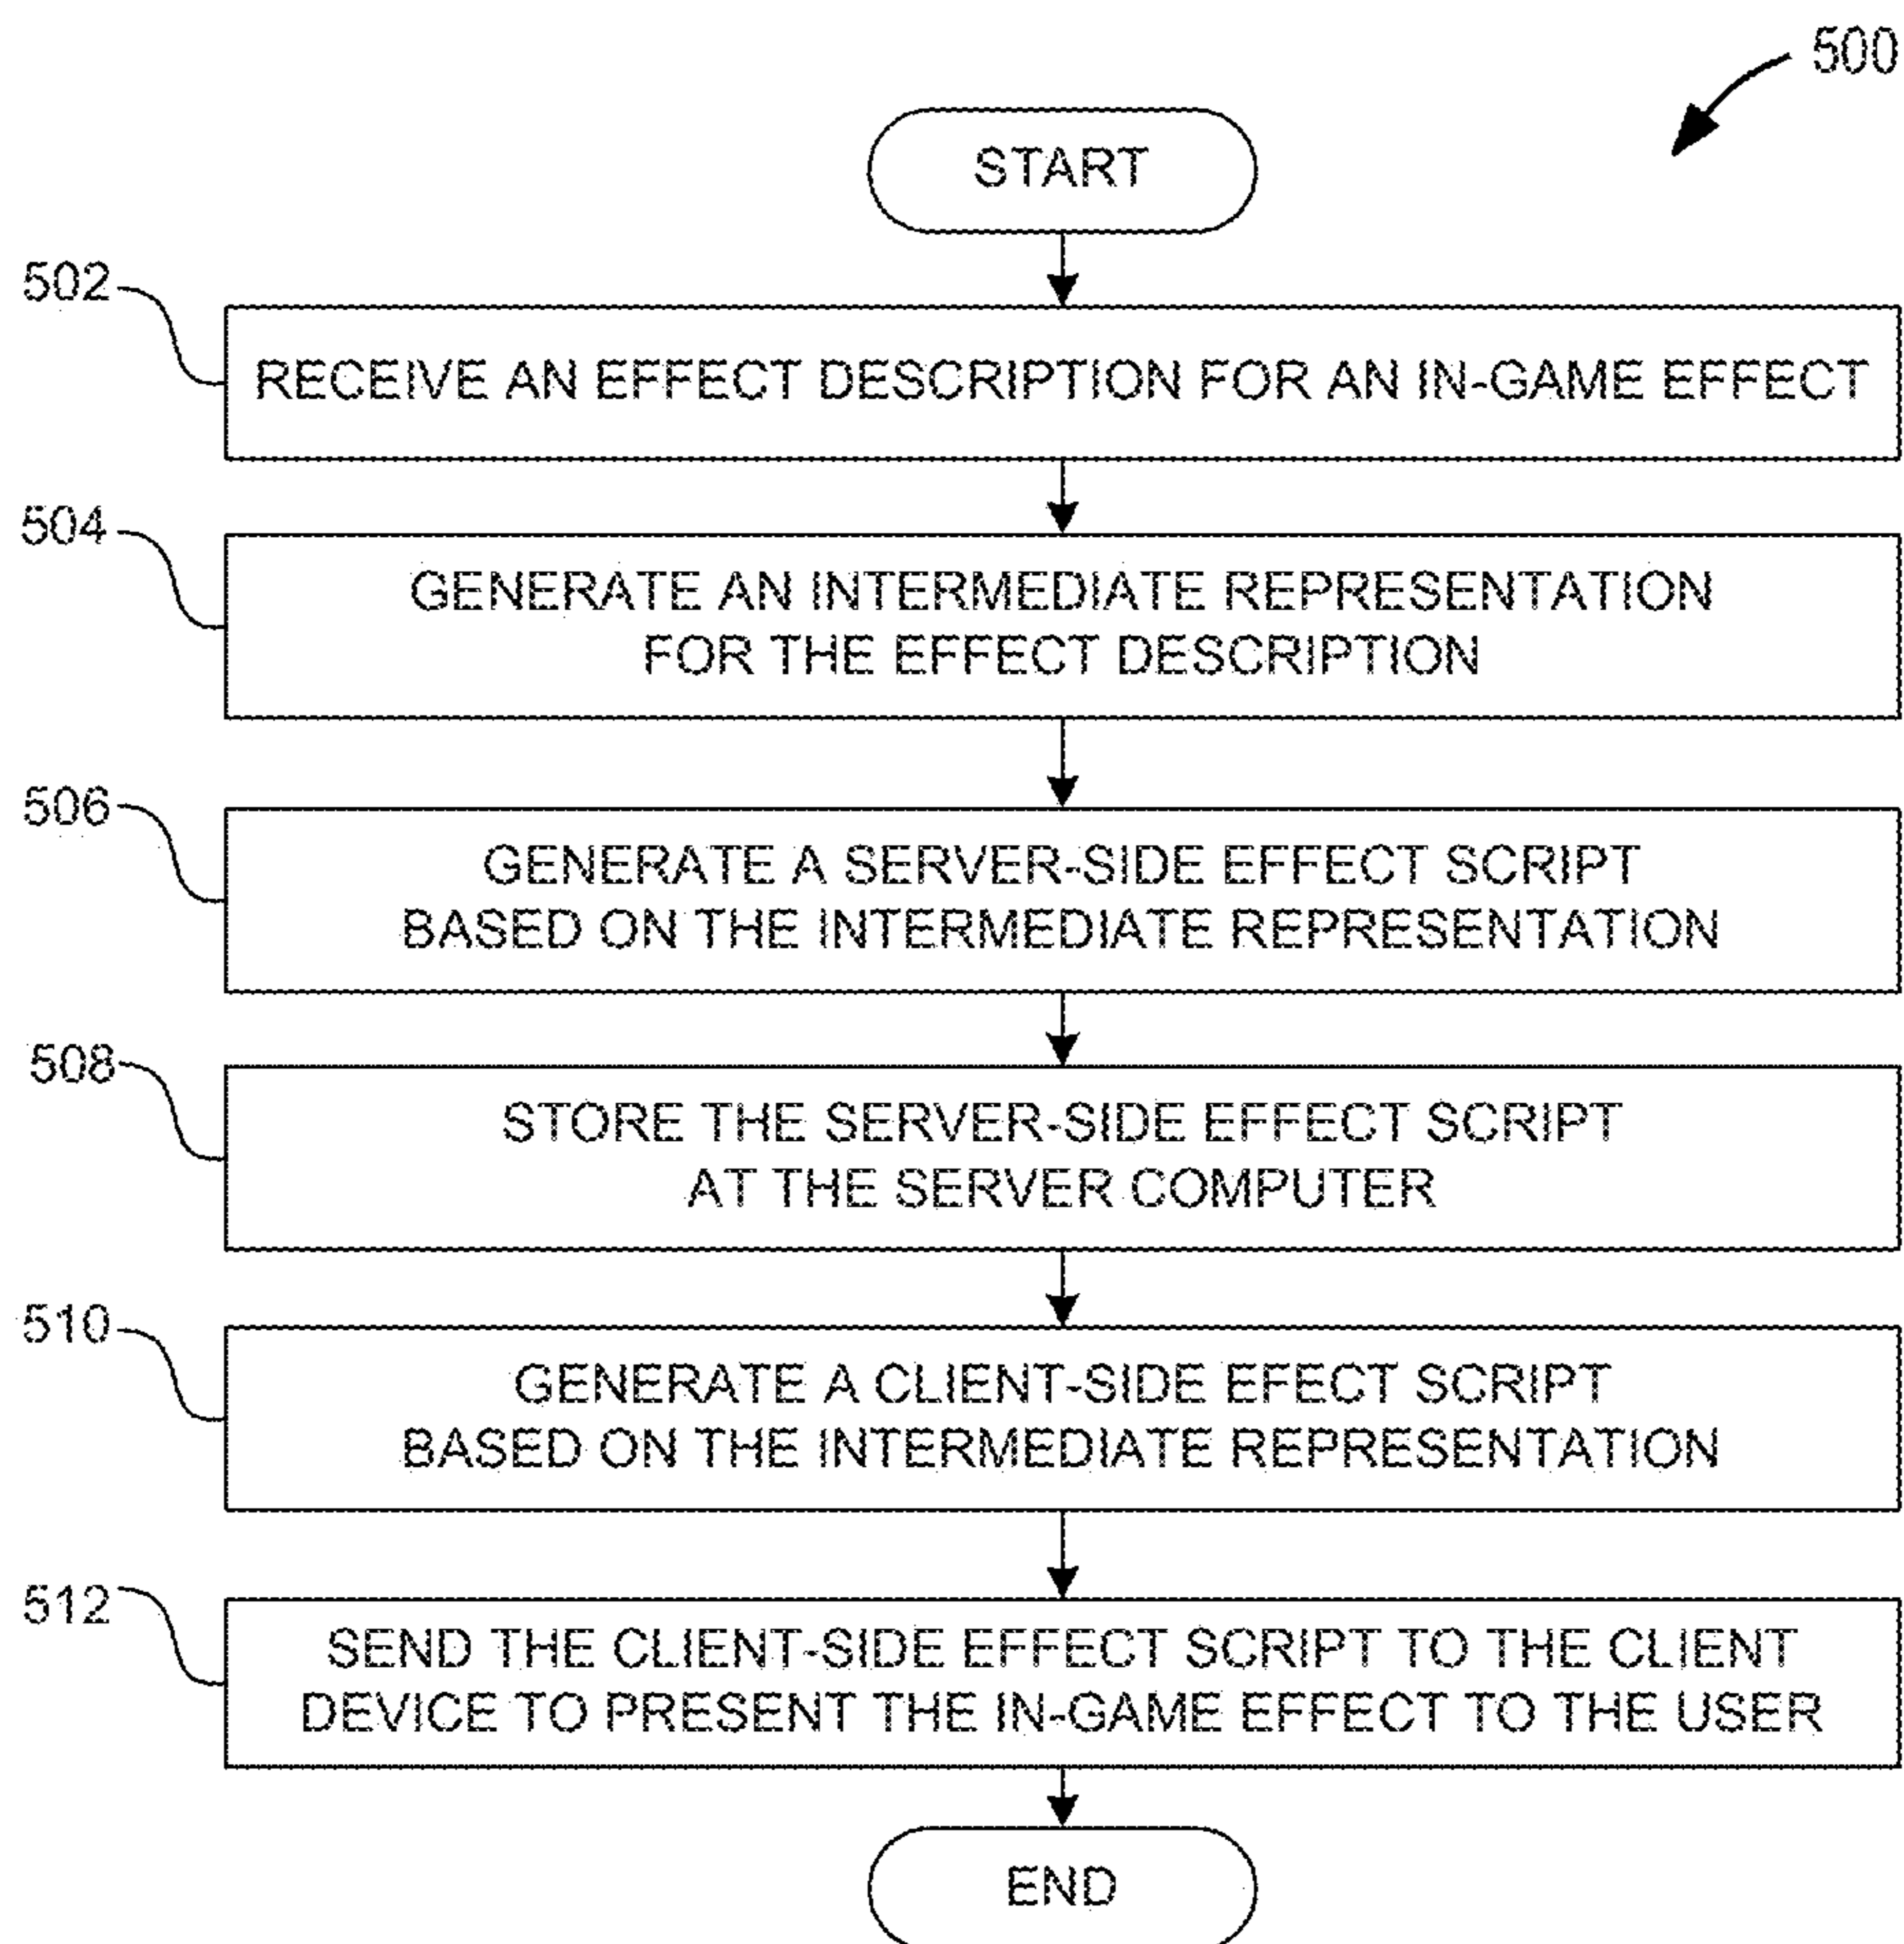 500
START
502
RECEIVE AN EFFECT DESCRIPTION FOR AN IN-GAME EFFECT
504
GENERATE AN INTERMEDIATE REPRESENTATION
FOR THE EFFECT DESCRIPTION
506
GENERATE A SERVER-SIDE EFFECT SCRIPT
BASED ON THE INTERMEDIATE REPRESENTATION
508
STORE THE SERVER-SIDE EFFECT SCRIPT
AT THE SERVER COMPUTER
510
GENERATE A CLIENT-SIDE EFECT SCRIPT
BASED ON THE INTERMEDIATE REPRESENTATION
512
SEND THE CLIENT-SIDE EFFECT SCRIPT TO THE CLIENT
DEVICE TO PRESENT THE IN-GAME EFFECT TO THE USER
END